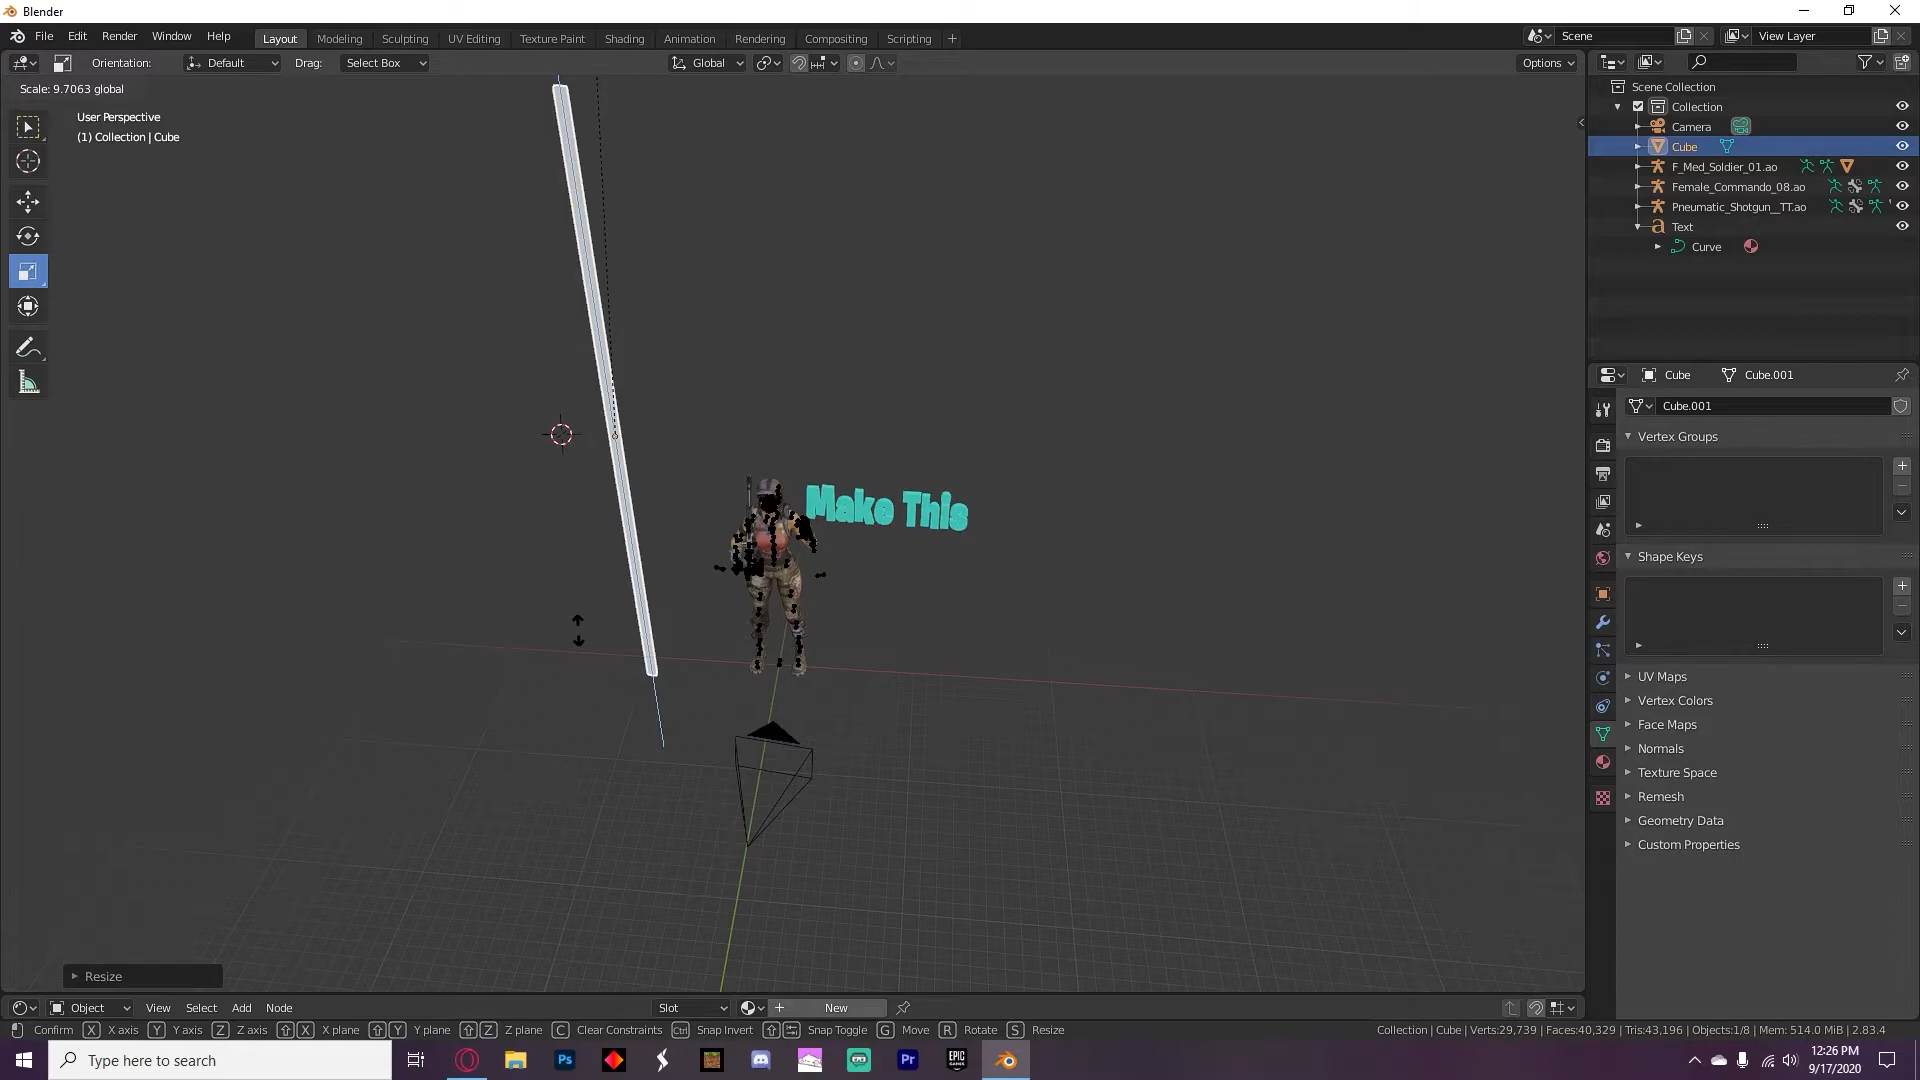 Blender
File Edit Render Window Help
Layout Modeling Sculpting UV Editing Texture Paint Shading Animation Rendering Compositing Scripting
Scene View Layer
Orientation: Default Drag: Select Box Global Options
Scale: 9.7063 global
User Perspective
(1) Collection | Cube
Scene Collection
Collection
Camera
Cube
F_Med_Soldier_01.ao
Female_Commando_08.ao
Pneumatic_Shotgun__TT.ao
Text
Curve
Cube Cube.001
Cube.001
Vertex Groups
Shape Keys
UV Maps
Vertex Colors
Face Maps
Normals
Texture Space
Remesh
Geometry Data
Custom Properties
Make This
Resize
Object View Select Add Node Slot New
Confirm X X axis Y Y axis Z Z axis X X plane Y Y plane Z Z plane C Clear Constraints Ctrl Snap Invert Snap Toggle G Move R Rotate S Resize
Collection | Cube | Verts:29,739 | Faces:40,329 | Tris:43,196 | Objects:1/8 | Mem: 514.0 MiB | 2.83.4
Type here to search
Ps
Pr
EPIC GAMES
12:26 PM
9/17/2020